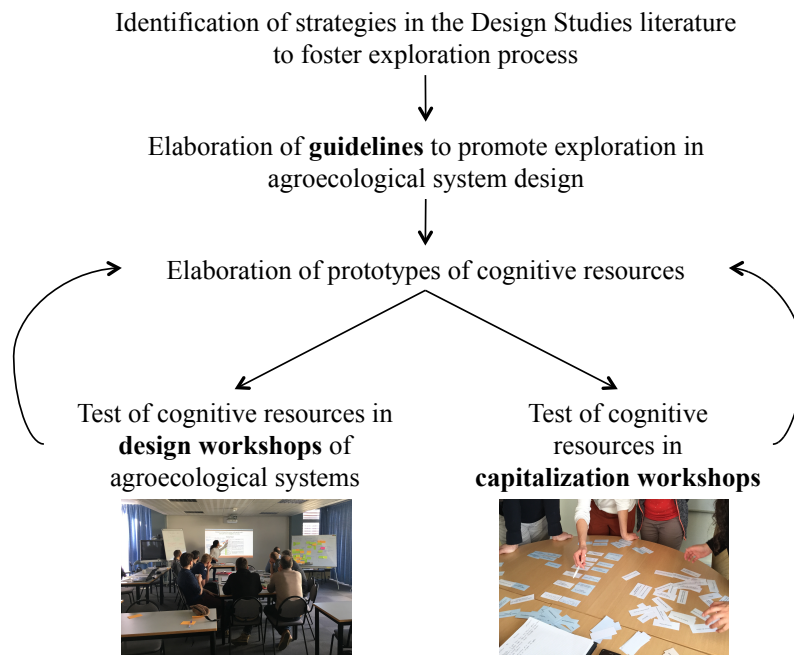 Identification of strategies in the Design Studies literature
to foster exploration process
Elaboration of guidelines to promote exploration in
agroecological system design
Elaboration of prototypes of cognitive resources
Test of cognitive resources in
design workshops of
agroecological systems
Test of cognitive
resources in
capitalization workshops